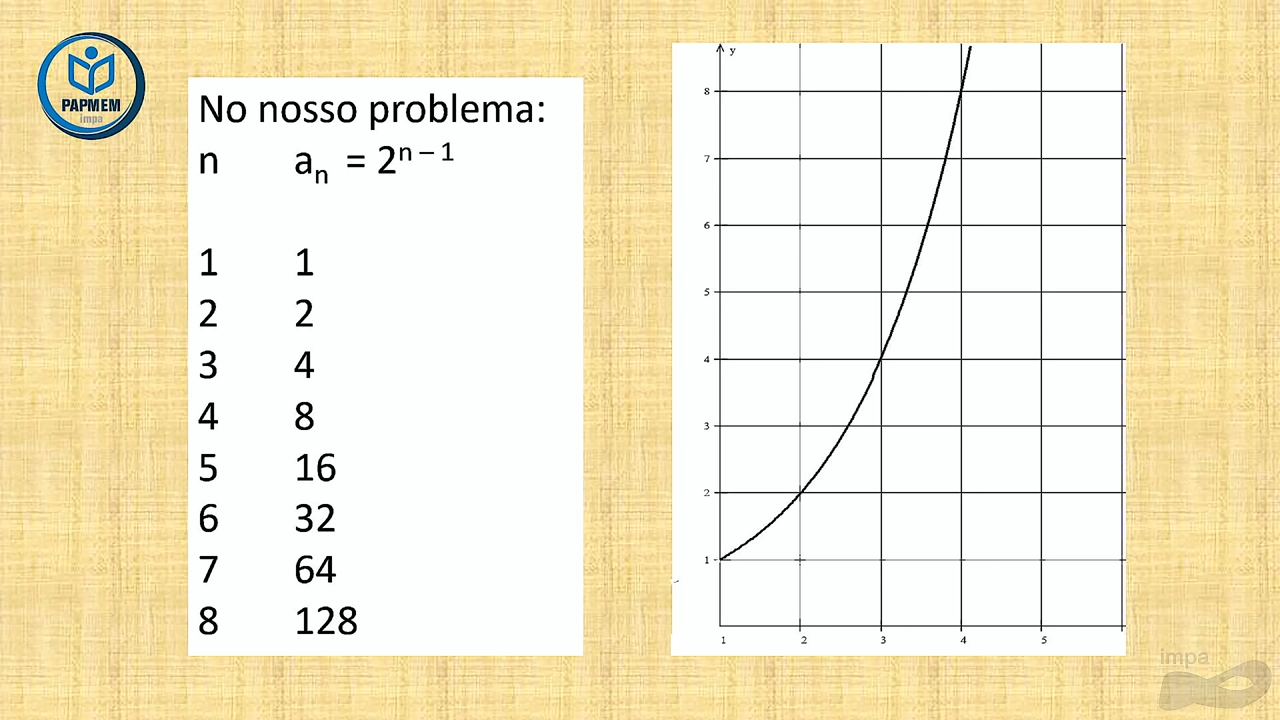 PAPMEM
impa
No nosso problema:
n aₙ = 2ⁿ⁻¹
1 1
2 2
3 4
4 8
5 16
6 32
7 64
8 128
y
8
7
6
5
4
3
2
1
1 2 3 4 5
impa